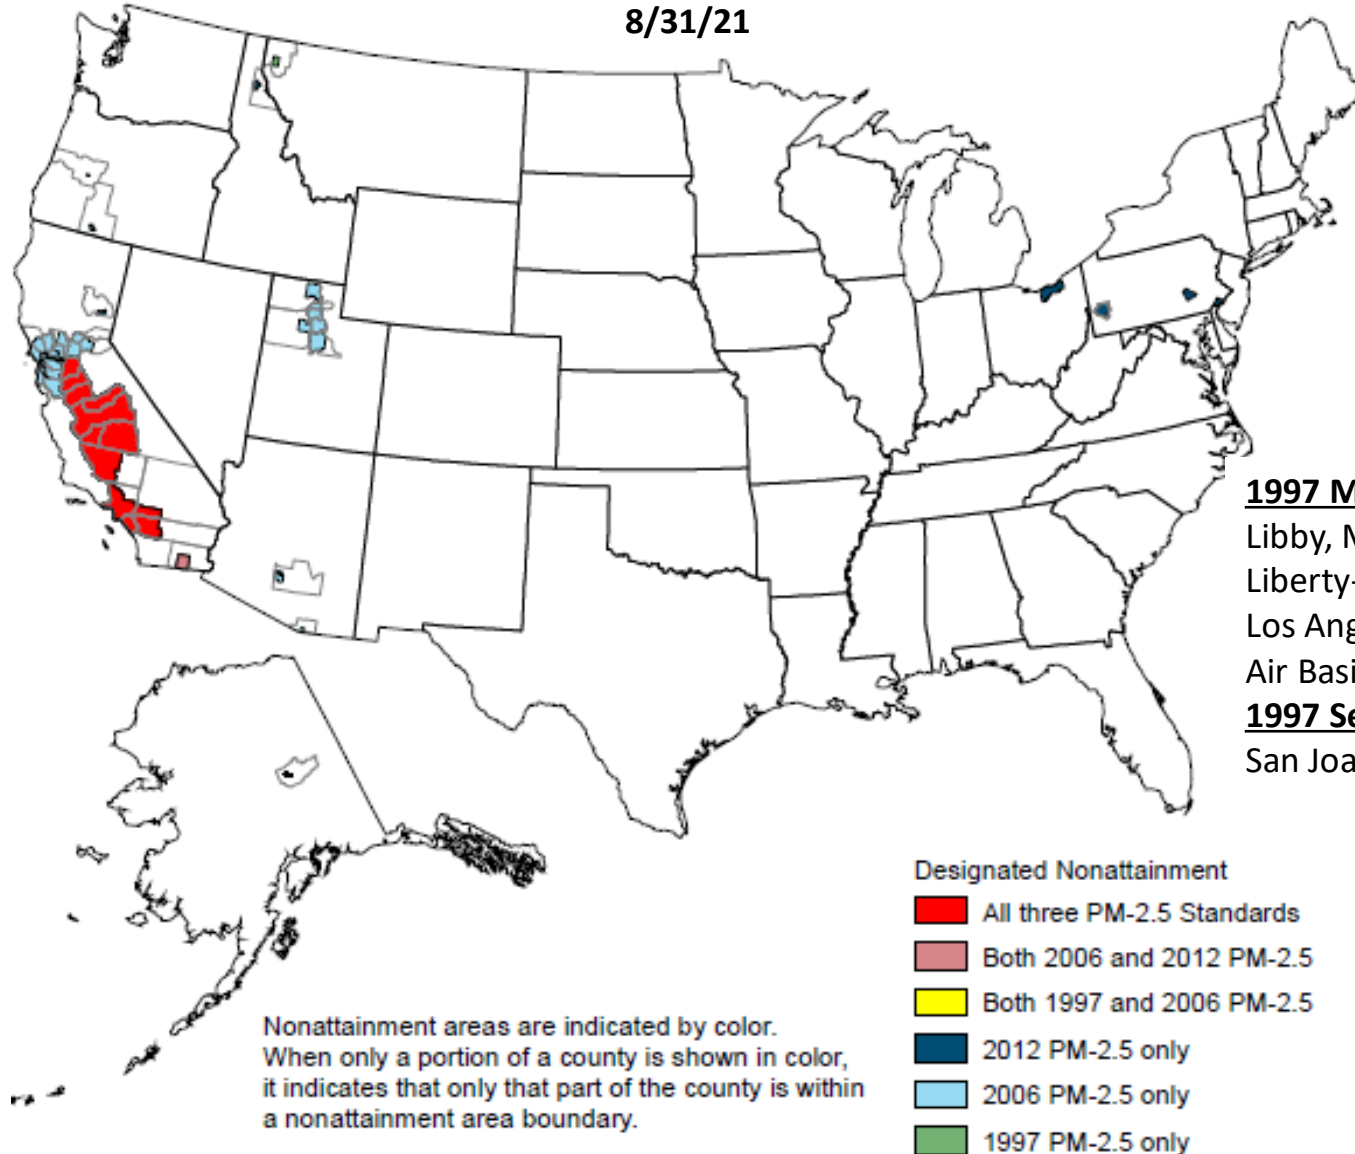 8/31/21
1997 M
Libby, M
Liberty-
Los Ang
Air Basi
1997 Se
San Joa
Designated Nonattainment
All three PM-2.5 Standards
Both 2006 and 2012 PM-2.5
Both 1997 and 2006 PM-2.5
2012 PM-2.5 only
2006 PM-2.5 only
1997 PM-2.5 only
Nonattainment areas are indicated by color.
When only a portion of a county is shown in color,
it indicates that only that part of the county is within
a nonattainment area boundary.